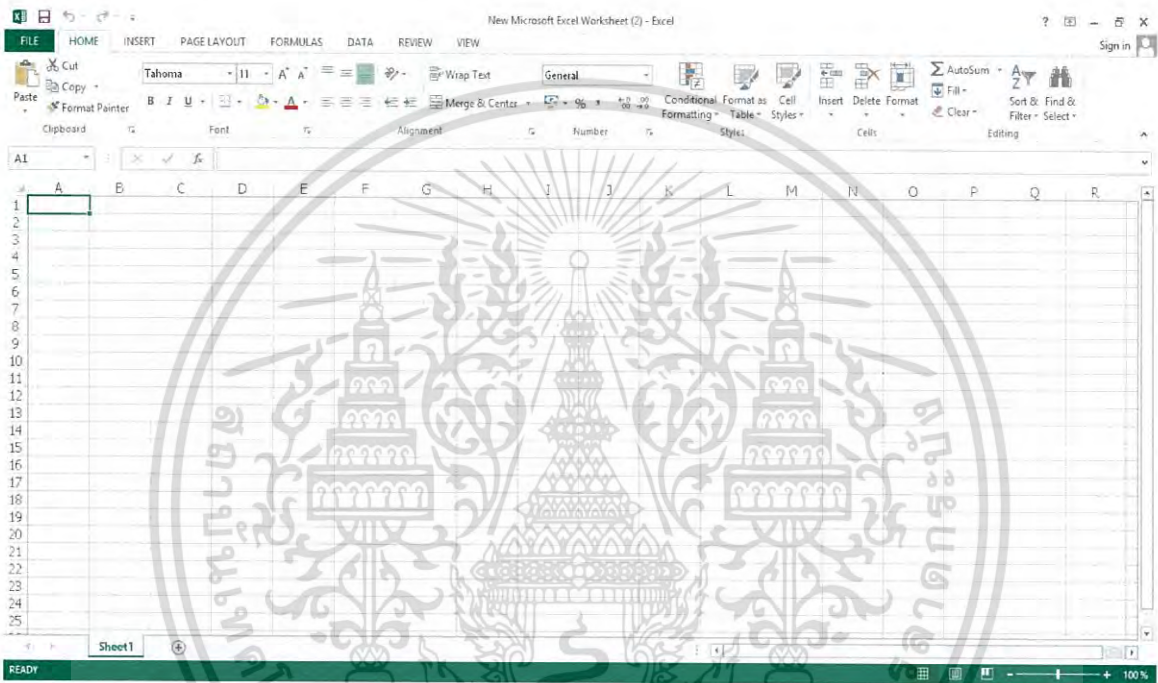 New Microsoft Excel Worksheet (2) - Excel
FILE HOME INSERT PAGE LAYOUT FORMULAS DATA REVIEW VIEW Sign in
Cut
Copy
Format Painter
Paste
Clipboard
Tahoma 11
B I U
Font
Wrap Text
Merge & Center
Alignment
General
%
Number
Conditional Formatting
Format as Table
Cell Styles
Styles
Insert Delete Format
Cells
AutoSum
Fill
Clear
Sort & Filter
Find & Select
Editing
A1 fx
A B C D E F G H I J K L M N O P Q R
1
2
3
4
5
6
7
8
9
10
11
12
13
14
15
16
17
18
19
20
21
22
23
24
25
Sheet1
READY 100%